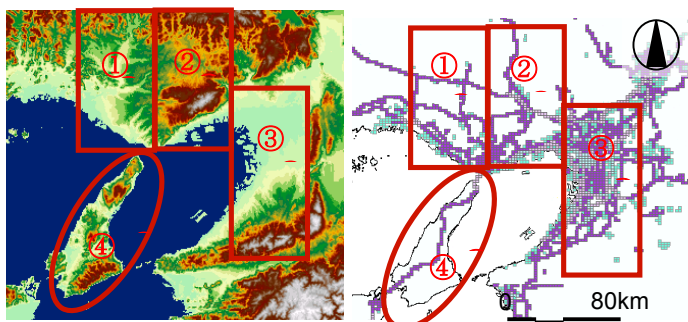 ① ② ③ ④
① ② ③ ④
0 80km